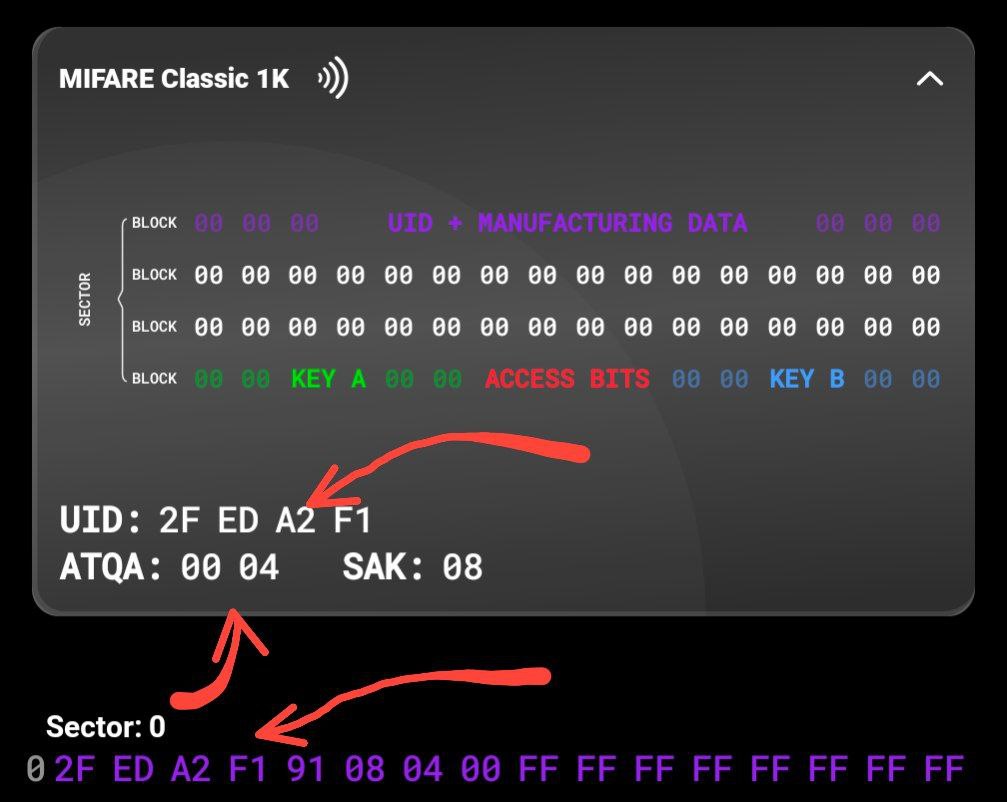 MIFARE Classic 1K
SECTOR
BLOCK 00 00 00 UID + MANUFACTURING DATA 00 00 00
BLOCK 00 00 00 00 00 00 00 00 00 00 00 00 00 00 00 00
BLOCK 00 00 00 00 00 00 00 00 00 00 00 00 00 00 00 00
BLOCK 00 00 KEY A 00 00 ACCESS BITS 00 00 KEY B 00 00
UID: 2F ED A2 F1
ATQA: 00 04 SAK: 08
Sector: 0
0 2F ED A2 F1 91 08 04 00 FF FF FF FF FF FF FF FF